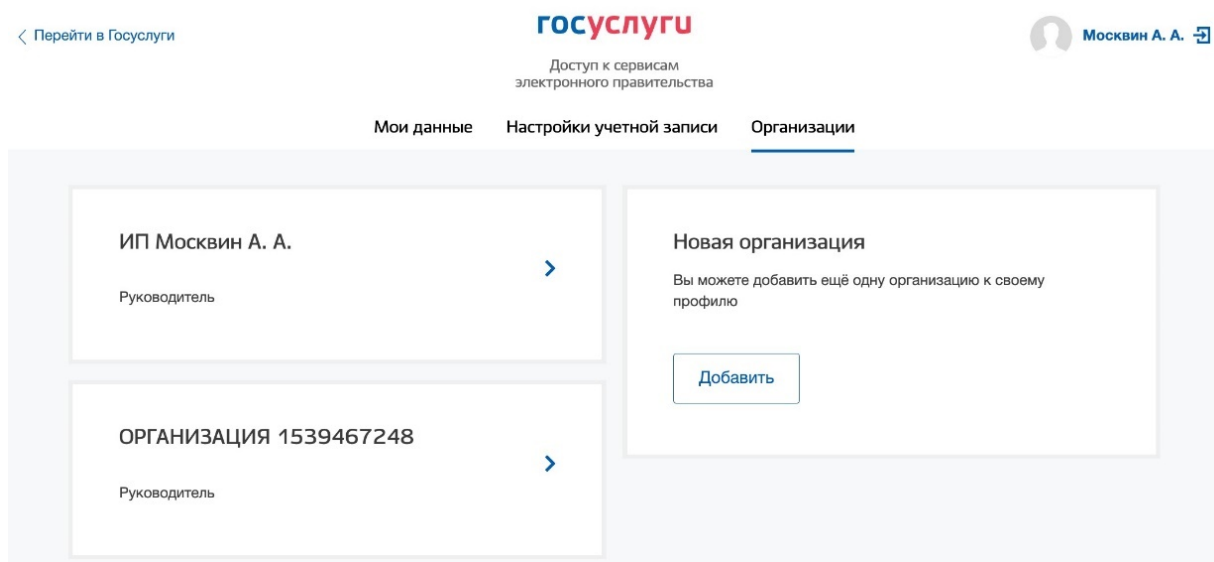 Перейти в Госуслуги
госуслуги
Москвин А. А.
Доступ к сервисам
электронного правительства
Мои данные Настройки учетной записи Организации
ИП Москвин А. А.
Руководитель
Новая организация
Вы можете добавить ещё одну организацию к своему
профилю
Добавить
ОРГАНИЗАЦИЯ 1539467248
Руководитель